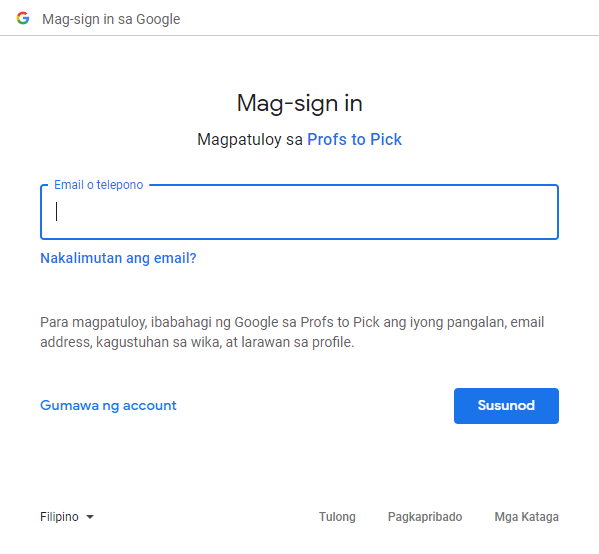 Mag-sign in sa Google
Mag-sign in
Magpatuloy sa Profs to Pick
Email o telepono
Nakalimutan ang email?
Para magpatuloy, ibabahagi ng Google sa Profs to Pick ang iyong pangalan, email
address, kagustuhan sa wika, at larawan sa profile.
Gumawa ng account
Susunod
Filipino
Tulong
Pagkapribado
Mga Kataga